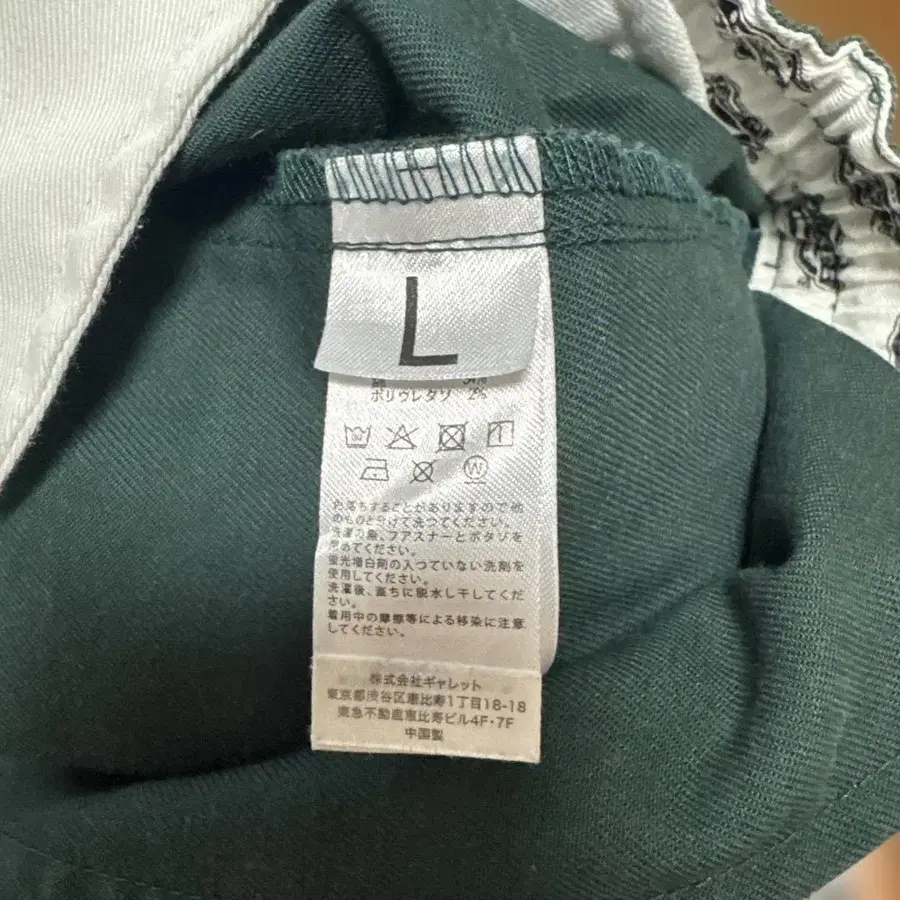 L
ポリウレタン 2%
色落ちすることがありますので他
のものと分けて洗ってください。
洗濯の際、ファスナーとボタンを
留めてください。
蛍光増白剤の入っていない洗剤を
使用してください。
洗濯後、直ちに脱水し干してくだ
さい。
着用中の摩擦等による移染に注意
してください。
株式会社ギャレット
東京都渋谷区恵比寿1丁目18-18
東急不動産恵比寿ビル4F・7F
中国製